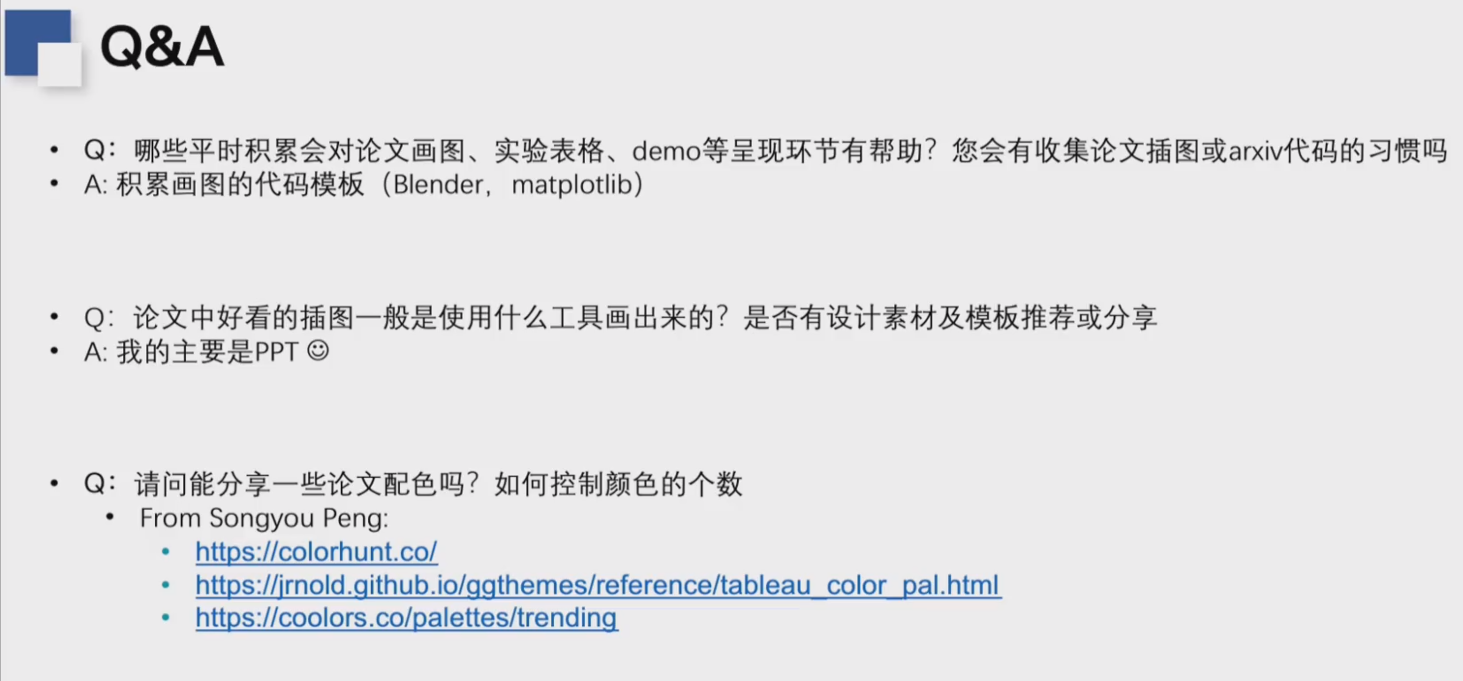 Q&A
• Q：哪些平时积累会对论文画图、实验表格、demo等呈现环节有帮助？您会有收集论文插图或arxiv代码的习惯吗
• A: 积累画图的代码模板（Blender，matplotlib）
• Q：论文中好看的插图一般是使用什么工具画出来的？是否有设计素材及模板推荐或分享
• A: 我的主要是PPT ☺
• Q：请问能分享一些论文配色吗？如何控制颜色的个数
• From Songyou Peng:
• https://colorhunt.co/
• https://jrnold.github.io/ggthemes/reference/tableau_color_pal.html
• https://coolors.co/palettes/trending